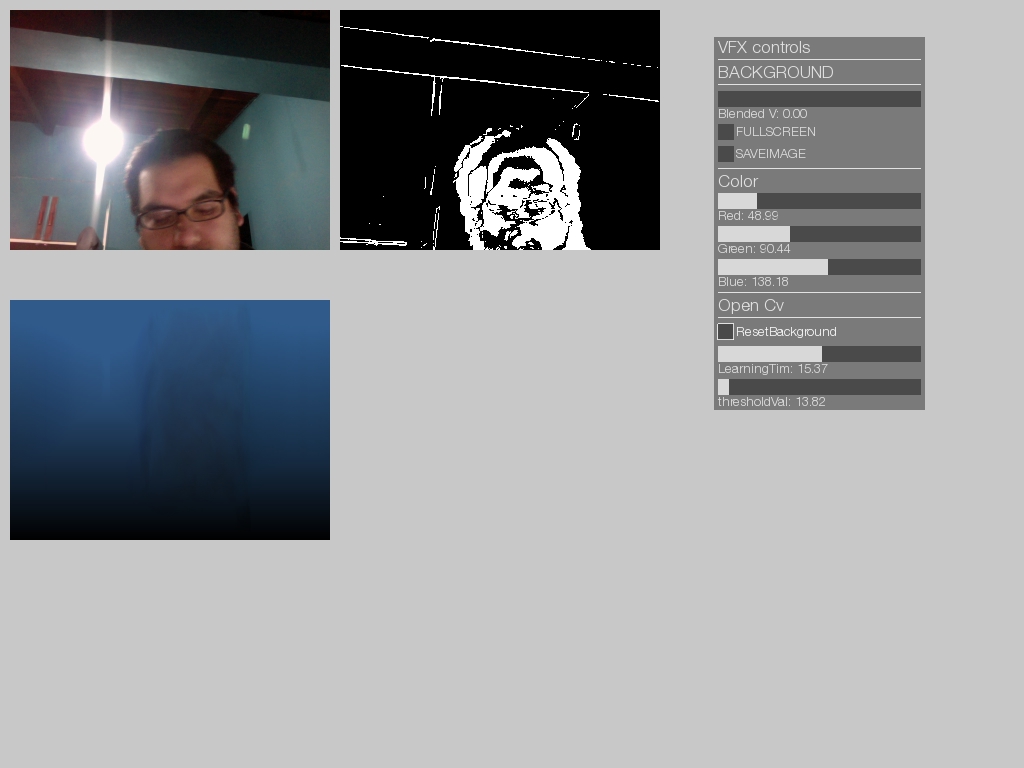 VFX controls
BACKGROUND
Blended V: 0.00
FULLSCREEN
SAVEIMAGE
Color
Red: 48.99
Green: 90.44
Blue: 138.18
Open Cv
ResetBackground
LearningTim: 15.37
thresholdVal: 13.82